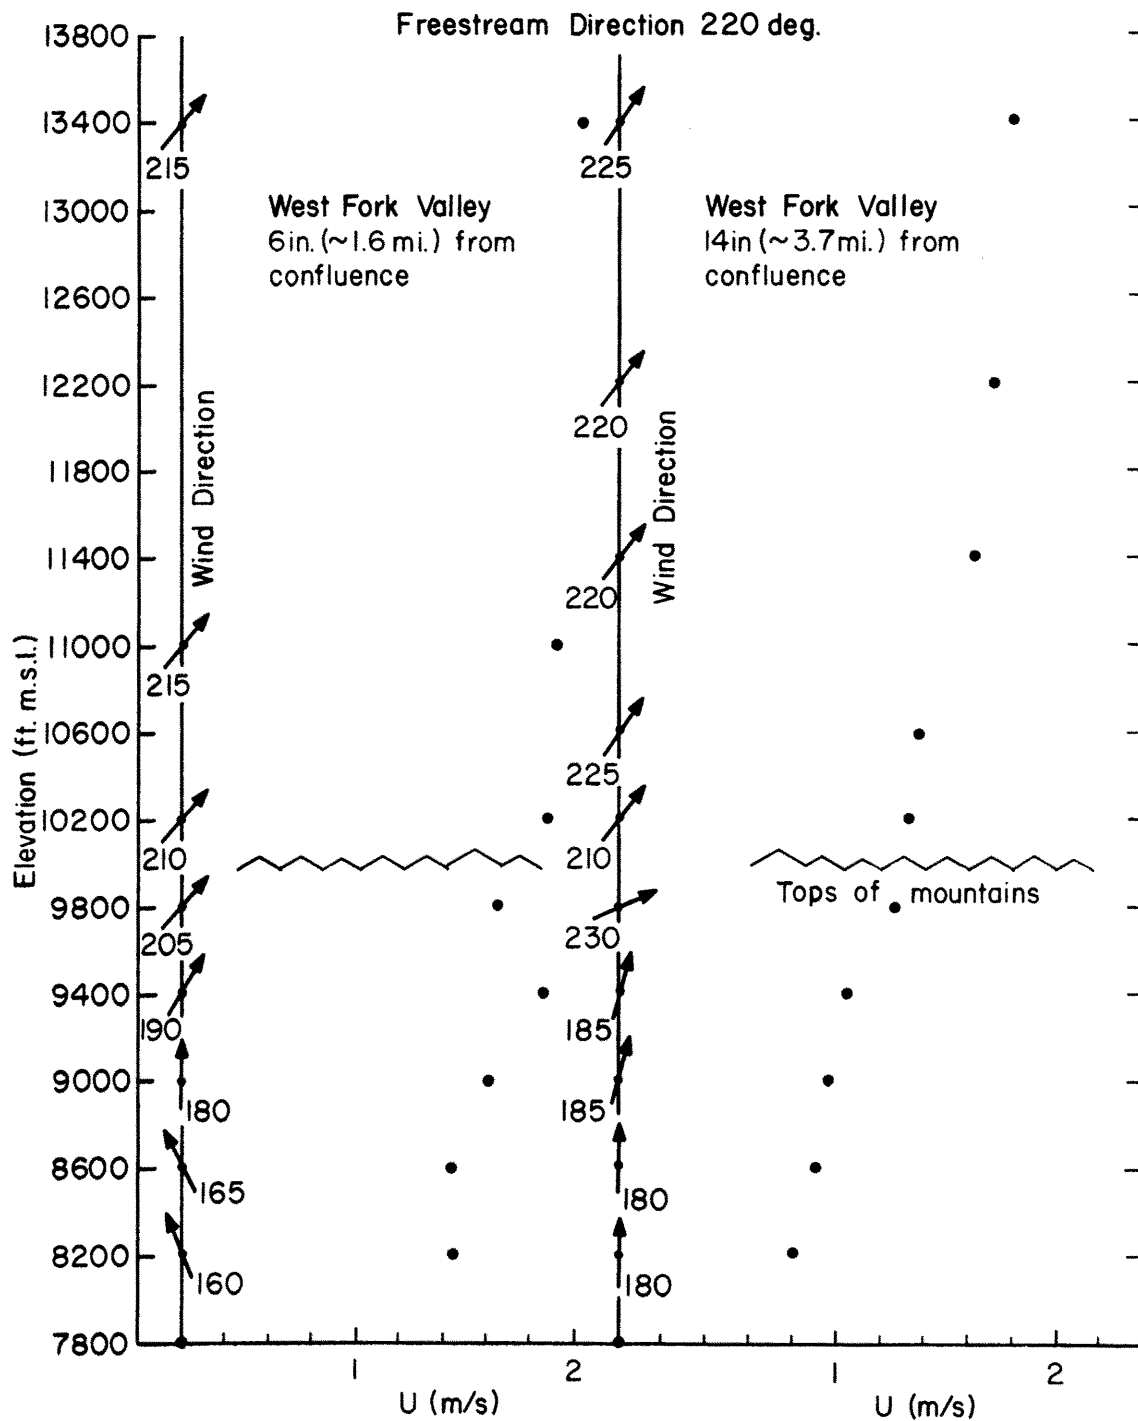 Freestream Direction 220 deg.
13800
13400
13000
12600
12200
11800
11400
11000
10600
10200
9800
9400
9000
8600
8200
7800
Elevation (ft. m.s.l.)
West Fork Valley
6in. (~1.6 mi.) from
confluence
Wind Direction
215
215
210
205
190
180
165
160
1
2
U (m/s)
West Fork Valley
14in (~3.7mi.) from
confluence
Wind Direction
225
220
220
225
210
230
185
185
180
180
Tops of mountains
1
2
U (m/s)